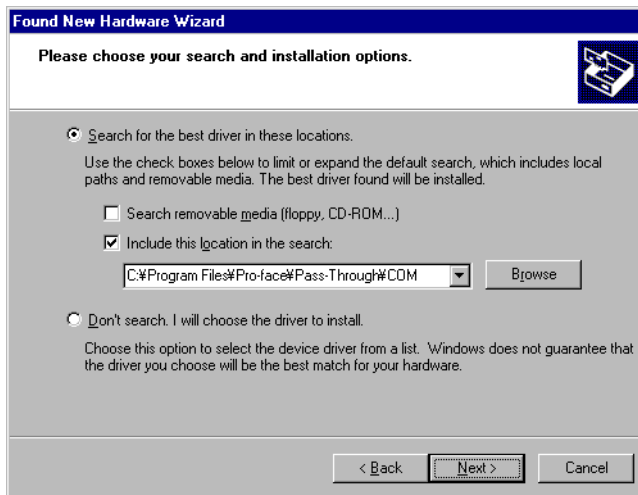 Found New Hardware Wizard
Please choose your search and installation options.
Search for the best driver in these locations.
Use the check boxes below to limit or expand the default search, which includes local
paths and removable media. The best driver found will be installed.
Search removable media (floppy, CD-ROM...)
Include this location in the search:
C:¥Program Files¥Pro-face¥Pass-Through¥COM
Browse
Don't search. I will choose the driver to install.
Choose this option to select the device driver from a list. Windows does not guarantee that
the driver you choose will be the best match for your hardware.
< Back
Next >
Cancel